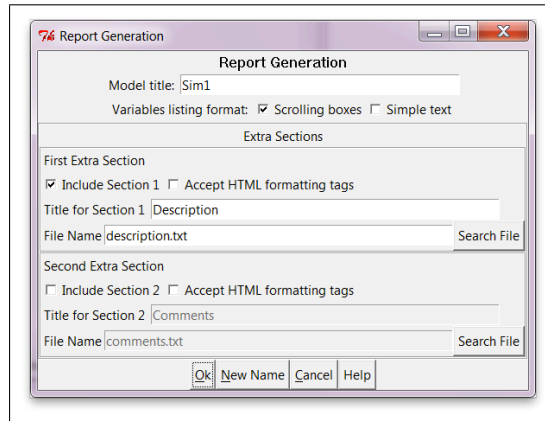 Report Generation
Report Generation
Model title: Sim1
Variables listing format: Scrolling boxes Simple text
Extra Sections
First Extra Section
Include Section 1 Accept HTML formatting tags
Title for Section 1 Description
File Name description.txt Search File
Second Extra Section
Include Section 2 Accept HTML formatting tags
Title for Section 2 Comments
File Name comments.txt Search File
Ok New Name Cancel Help